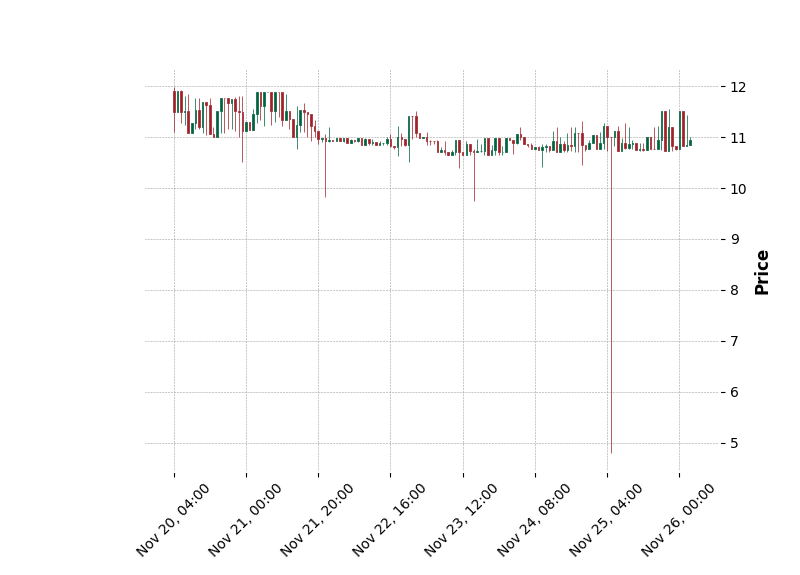 12
11
10
9
8
7
6
5
Price
Nov 20, 04:00
Nov 21, 00:00
Nov 21, 20:00
Nov 22, 16:00
Nov 23, 12:00
Nov 24, 08:00
Nov 25, 04:00
Nov 26, 00:00